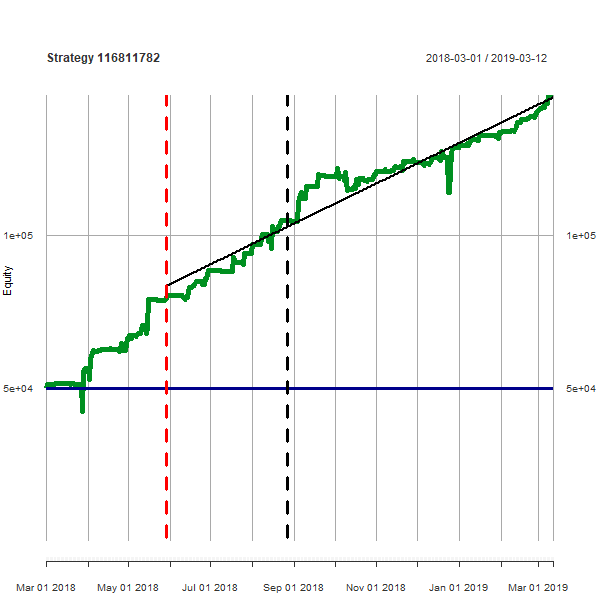 Strategy 116811782
2018-03-01 / 2019-03-12
1e+05
1e+05
Equity
5e+04
5e+04
Mar 01 2018
May 01 2018
Jul 01 2018
Sep 01 2018
Nov 01 2018
Jan 01 2019
Mar 01 2019